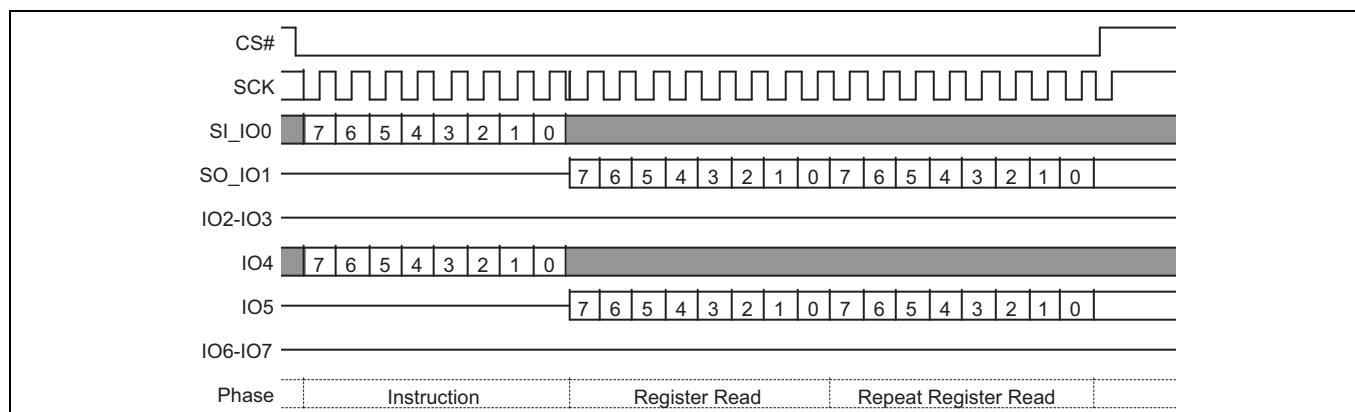 CS#
SCK
SI_IO0 7 6 5 4 3 2 1 0
SO_IO1 7 6 5 4 3 2 1 0 7 6 5 4 3 2 1 0
IO2-IO3
IO4 7 6 5 4 3 2 1 0
IO5 7 6 5 4 3 2 1 0 7 6 5 4 3 2 1 0
IO6-IO7
Phase Instruction Register Read Repeat Register Read